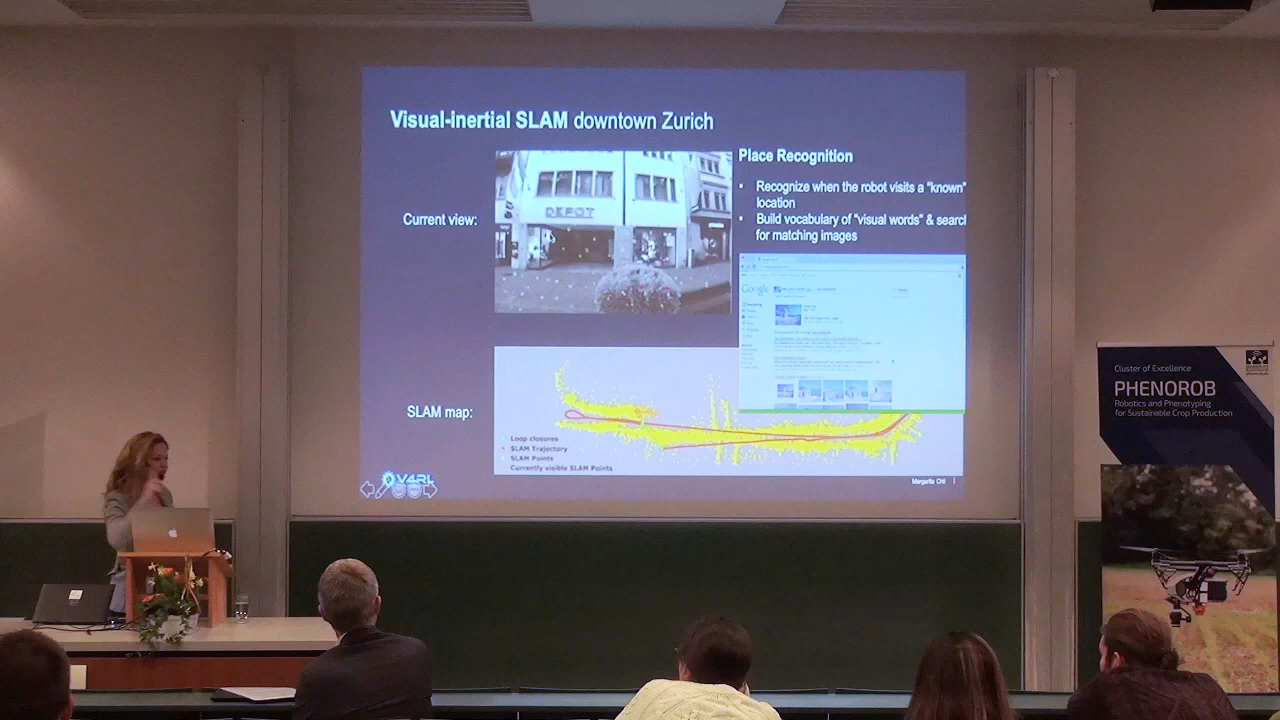 Visual-inertial SLAM downtown Zurich
Place Recognition
• Recognize when the robot visits a "known"
location
• Build vocabulary of "visual words" & search
for matching images
Current view:
DEPOT
Google
SLAM map:
Loop closures
SLAM Trajectory
SLAM Points
Currently visible SLAM Points
V4RL
Margarita Chli
Cluster of Excellence
PHENOROB
Robotics and Phenotyping
for Sustainable Crop Production